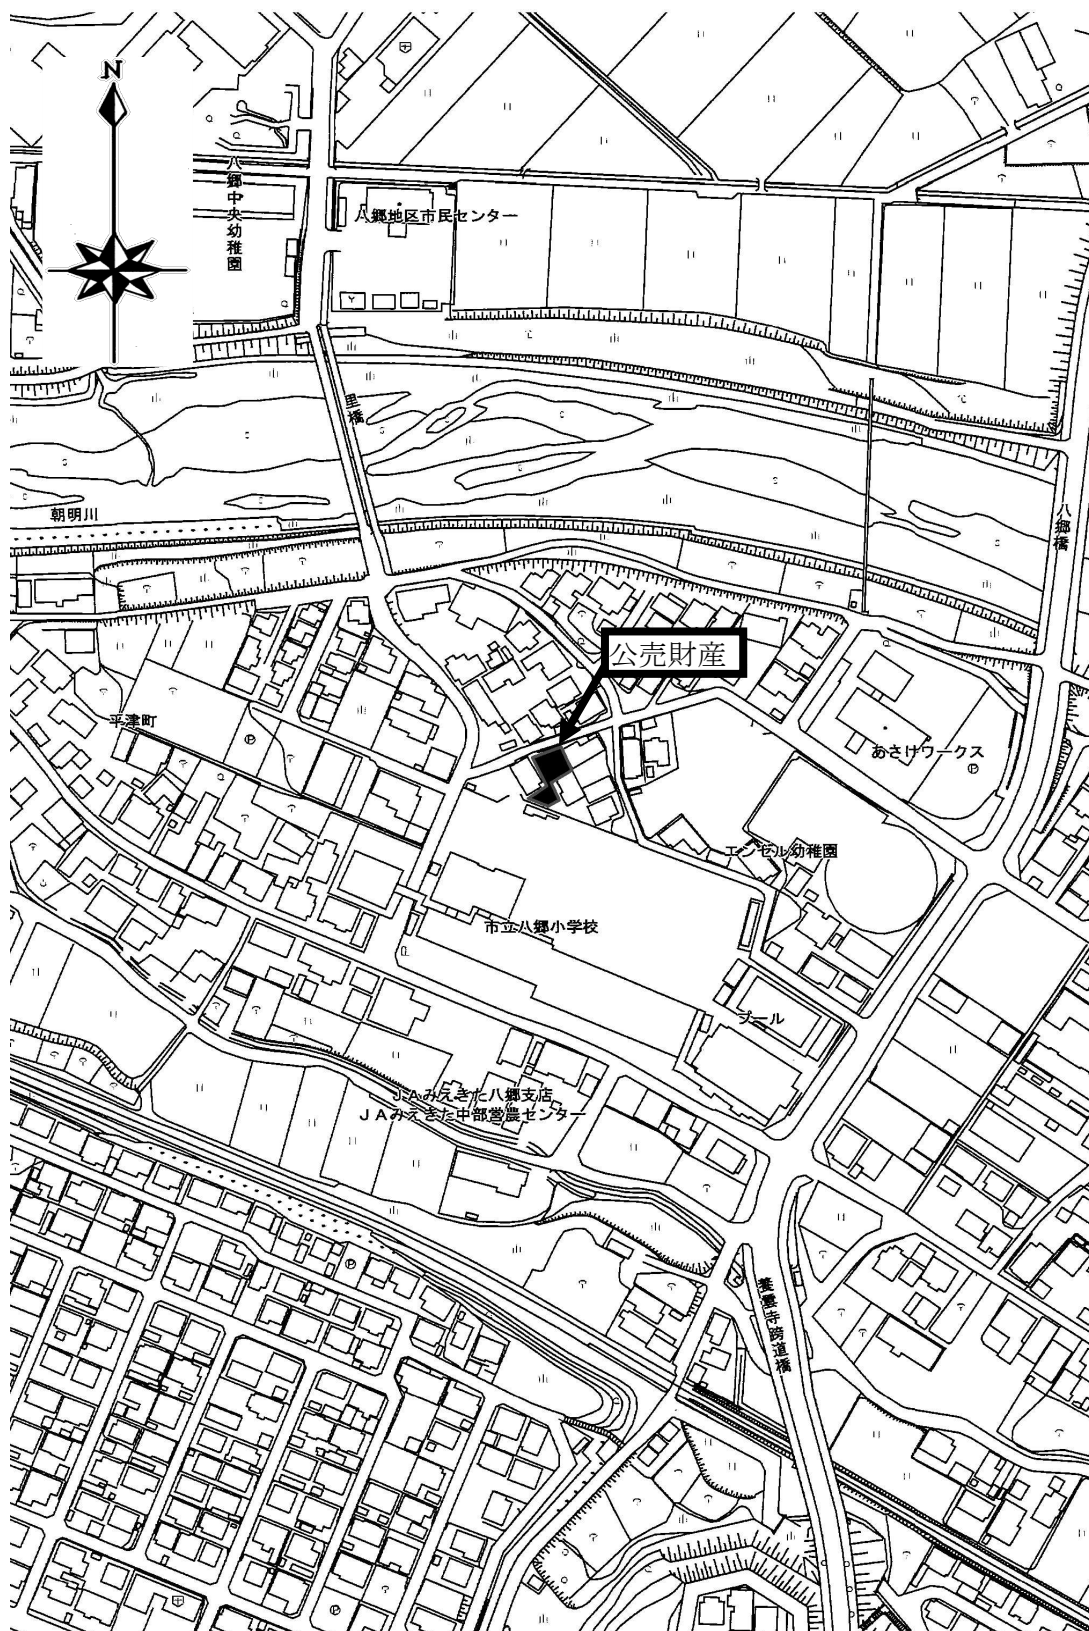 N
八郷中央幼稚園
八郷地区市民センター
里橋
朝明川
八郷橋
公売財産
平津町
あさけワークス
エンゼル幼稚園
市立八郷小学校
プール
JAみえきた八郷支店
JAみえきた中部営農センター
養雲寺跨道橋